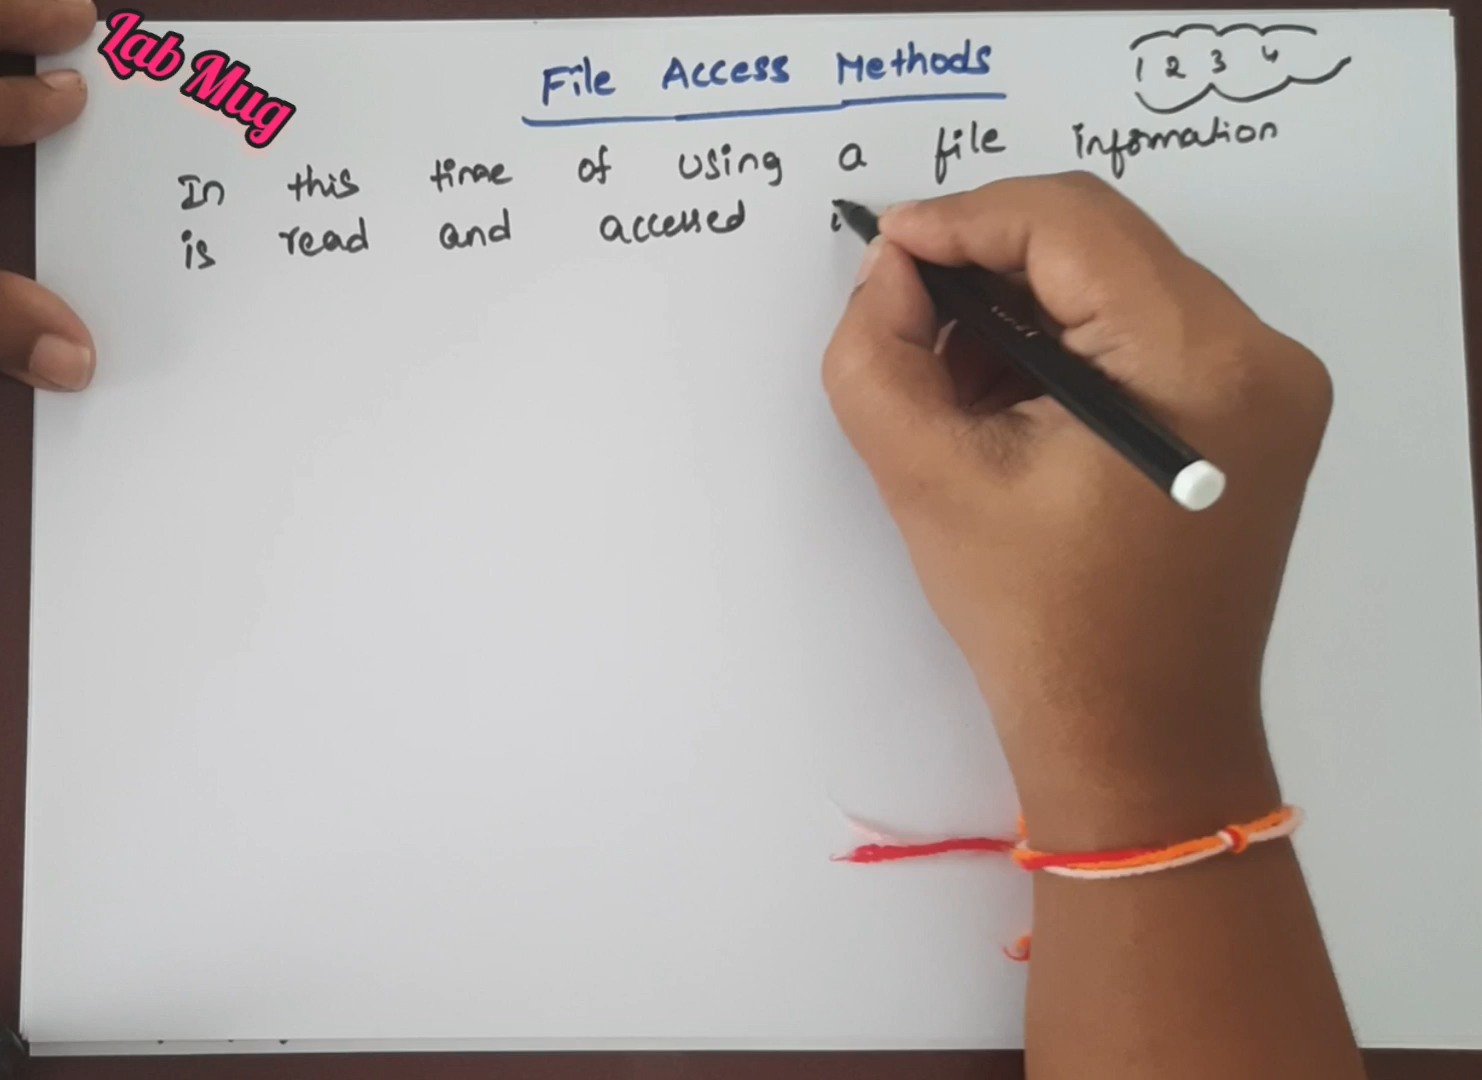 Lab Mug
File Access Methods
1 2 3 4
In this time of using a file information
is read and accessed i